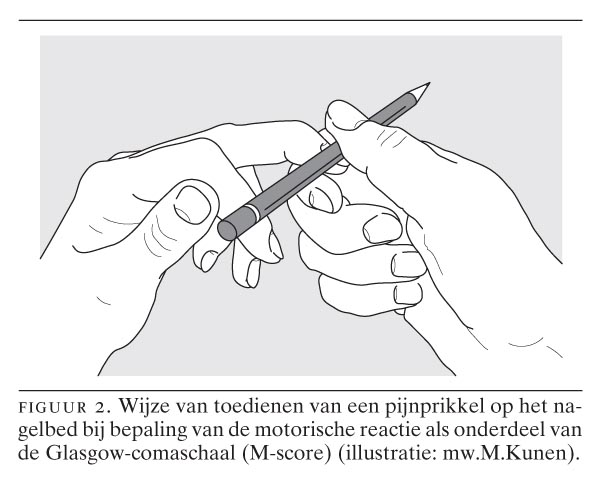 FIGUUR 2. Wijze van toedienen van een pijnprikkel op het na-
gelbed bij bepaling van de motorische reactie als onderdeel van
de Glasgow-comaschaal (M-score) (illustratie: mw.M.Kunen).